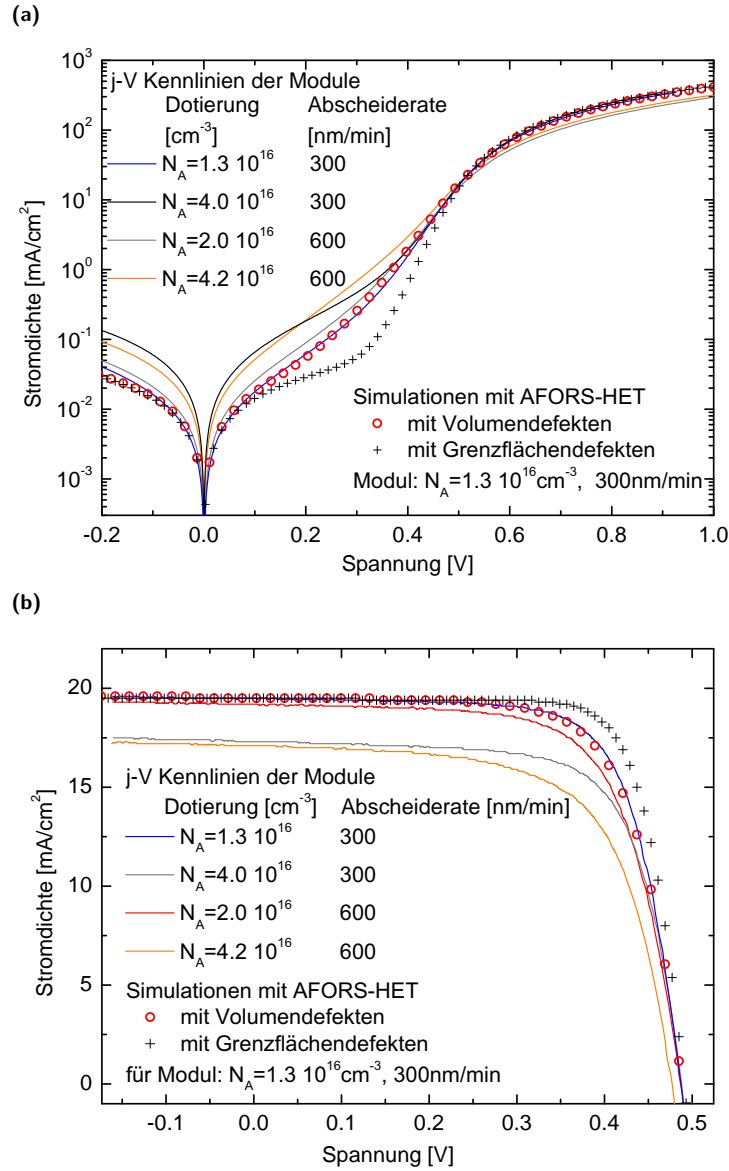 (a)
10³
10²
10¹
10⁰
10⁻¹
10⁻²
10⁻³
Stromdichte [mA/cm²]
j-V Kennlinien der Module
Dotierung Abscheiderate
[cm⁻³] [nm/min]
N_A=1.3 10¹⁶ 300
N_A=4.0 10¹⁶ 300
N_A=2.0 10¹⁶ 600
N_A=4.2 10¹⁶ 600
Simulationen mit AFORS-HET
mit Volumendefekten
mit Grenzflächendefekten
Modul: N_A=1.3 10¹⁶cm⁻³, 300nm/min
-0.2 0.0 0.2 0.4 0.6 0.8 1.0
Spannung [V]
(b)
20
15
10
5
0
Stromdichte [mA/cm²]
j-V Kennlinien der Module
Dotierung [cm⁻³] Abscheiderate [nm/min]
N_A=1.3 10¹⁶ 300
N_A=4.0 10¹⁶ 300
N_A=2.0 10¹⁶ 600
N_A=4.2 10¹⁶ 600
Simulationen mit AFORS-HET
mit Volumendefekten
mit Grenzflächendefekten
für Modul: N_A=1.3 10¹⁶cm⁻³, 300nm/min
-0.1 0.0 0.1 0.2 0.3 0.4 0.5
Spannung [V]